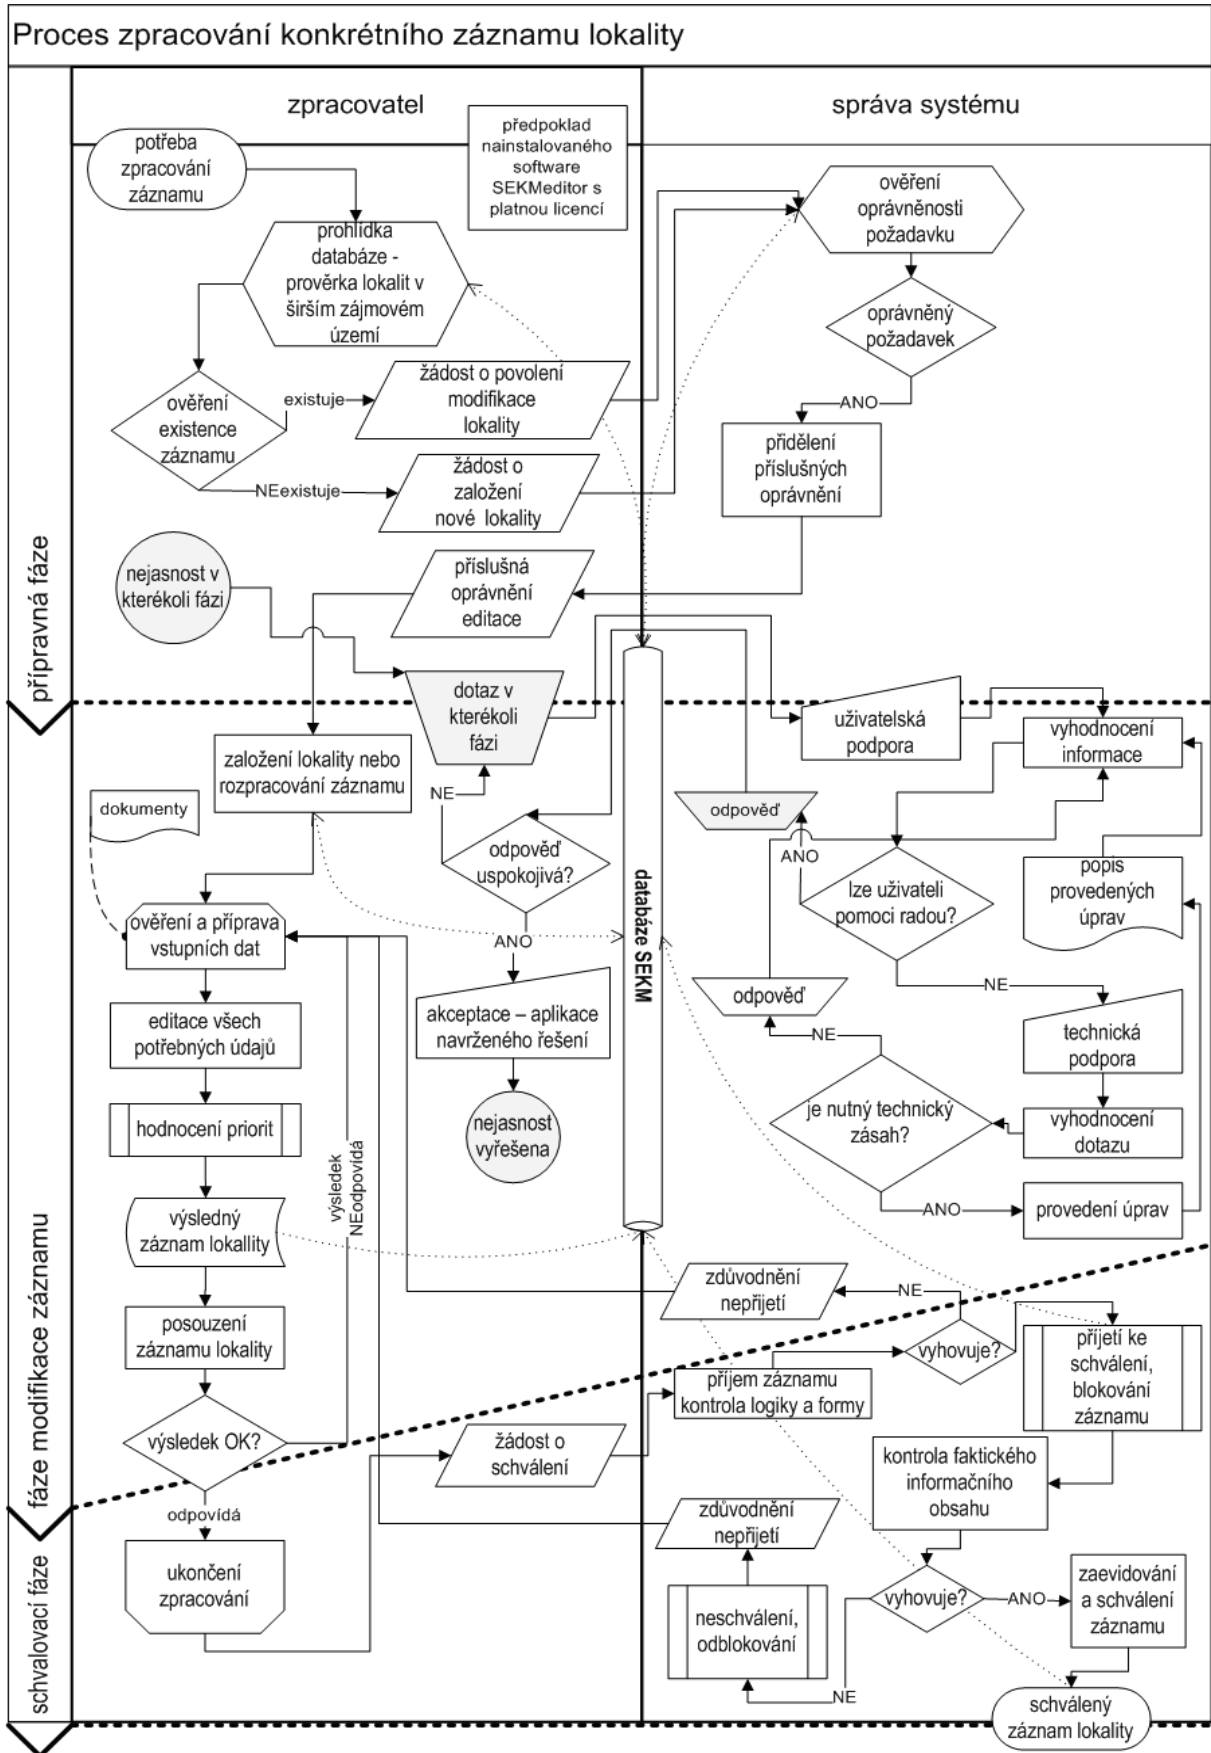 Proces zpracování konkrétního záznamu lokality
zpracovatel
správa systému
potřeba
zpracování
záznamu
předpoklad
nainstalovaného
software
SEKMeditor s
platnou licencí
ověření
oprávněnosti
požadavku
prohlídka
databáze -
prověrka lokalit v
širším zájmovém
území
oprávněný
požadavek
ověření
existence
záznamu
existuje
žádost o povolení
modifikace
lokality
ANO
přidělení
příslušných
oprávnění
NEexistuje
žádost o
založení
nové lokality
nejasnost v
kterékoli fázi
příslušná
oprávnění
editace
přípravná fáze
dotaz v
kterékoli
fázi
uživatelská
podpora
vyhodnocení
informace
založení lokality nebo
rozpracování záznamu
NE
dokumenty
odpověď
odpověď
uspokojivá?
ANO
lze uživateli
pomoci radou?
popis
provedených
úprav
databáze SEKM
ověření a příprava
vstupních dat
ANO
odpověď
NE
akceptace – aplikace
navrženého řešení
editace všech
potřebných údajů
NE
technická
podpora
hodnocení priorit
nejasnost
vyřešena
je nutný technický
zásah?
vyhodnocení
dotazu
výsledek
NEodpovídá
výsledný
záznam lokallity
ANO
provedení úprav
fáze modifikace záznamu
zdůvodnění
nepřijetí
NE
posouzení
záznamu lokality
vyhovuje?
přijetí ke
schválení,
blokování
záznamu
příjem záznamu
kontrola logiky a formy
výsledek OK?
žádost o
schválení
kontrola faktického
informačního
obsahu
odpovídá
zdůvodnění
nepřijetí
ukončení
zpracování
schvalovací fáze
neschválení,
odblokování
vyhovuje?
ANO
zaevidování
a schválení
záznamu
NE
schválený
záznam lokality